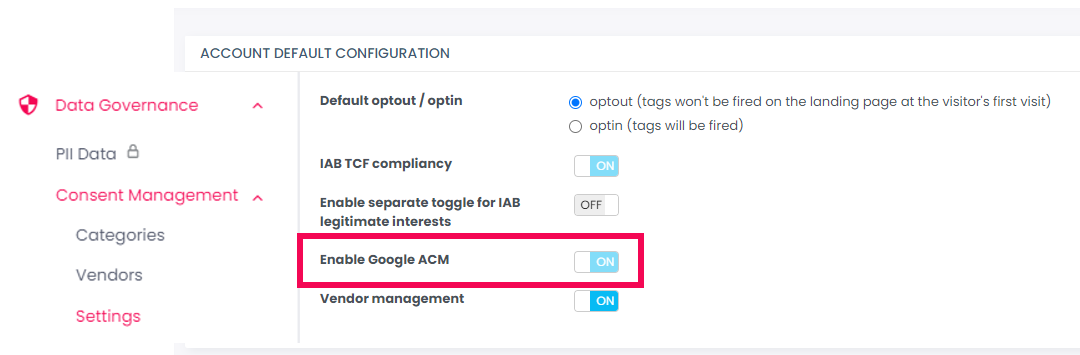 ACCOUNT DEFAULT CONFIGURATION
Data Governance
PII Data
Consent Management
Categories
Vendors
Settings
Default optout / optin
optout (tags won't be fired on the landing page at the visitor's first visit)
optin (tags will be fired)
IAB TCF compliancy
ON
Enable separate toggle for IAB
legitimate interests
OFF
Enable Google ACM
ON
Vendor management
ON